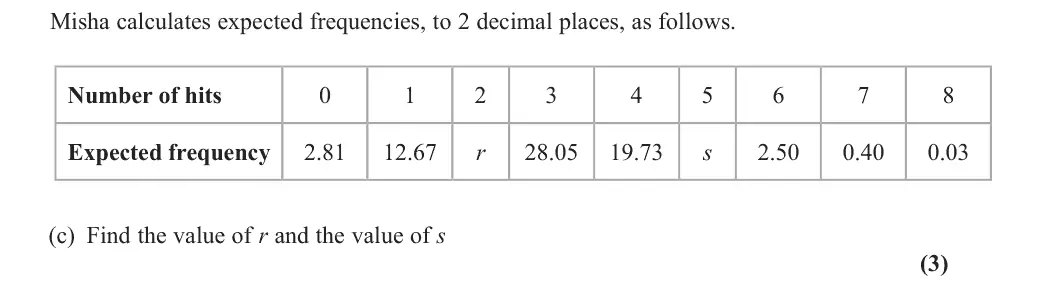 Misha calculates expected frequencies, to 2 decimal places, as follows.
Number of hits 0 1 2 3 4 5 6 7 8
Expected frequency 2.81 12.67 r 28.05 19.73 s 2.50 0.40 0.03
(c) Find the value of r and the value of s
(3)